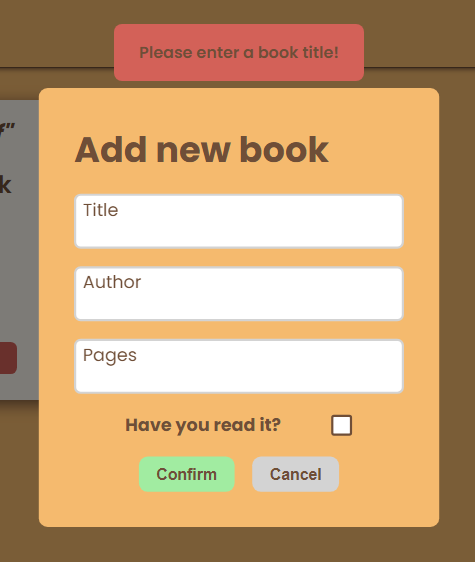 Please enter a book title!
Add new book
Title
Author
Pages
Have you read it?
Confirm
Cancel